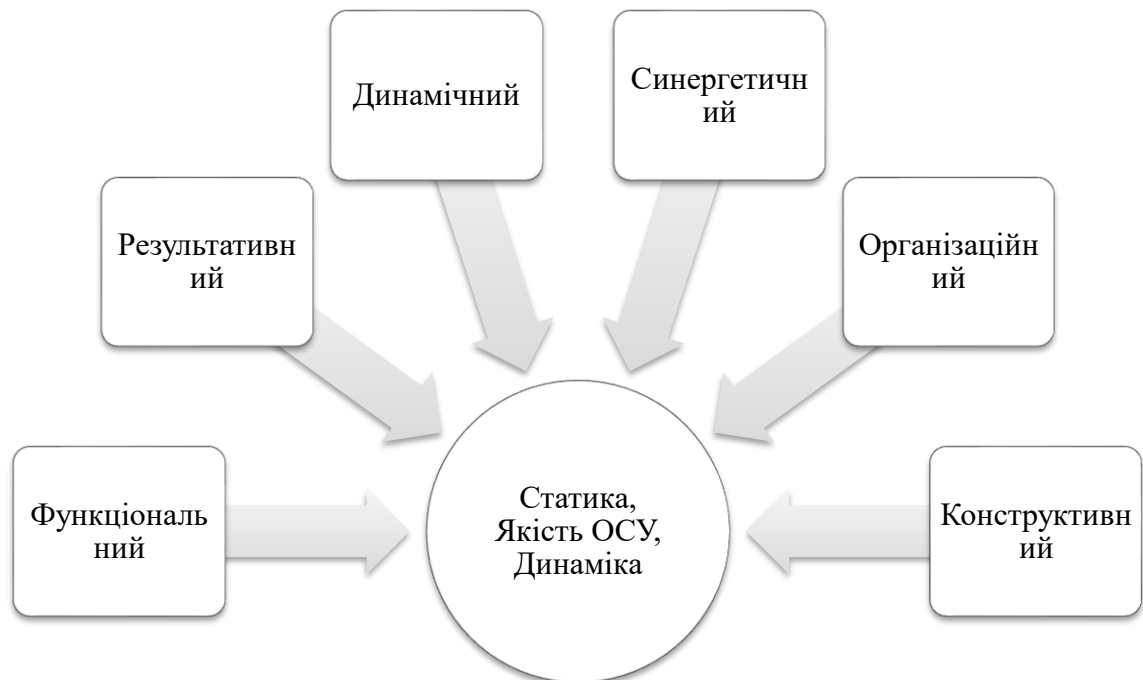 Динамічний
Синергетичн
ий
Результативн
ий
Організаційн
ий
Функціональ
ний
Статика,
Якість ОСУ,
Динаміка
Конструктивн
ий